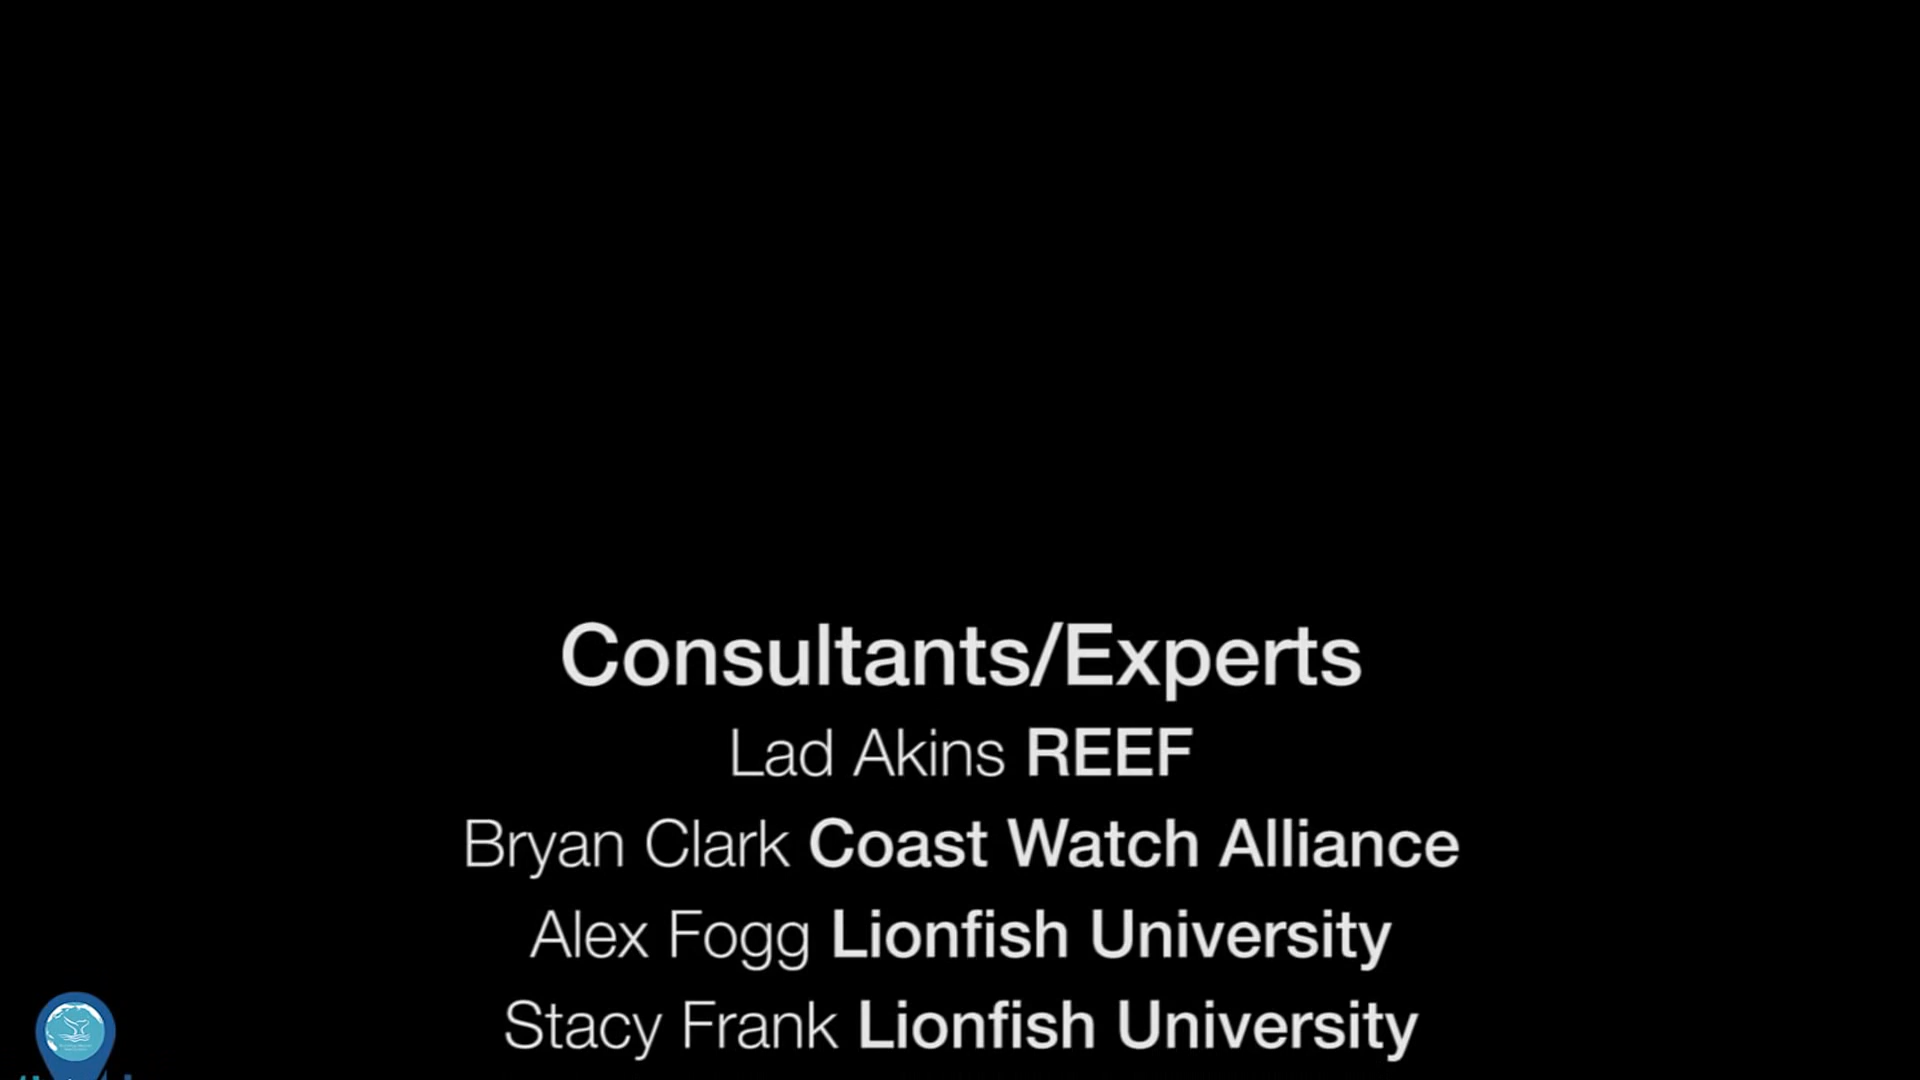 Consultants/Experts
Lad Akins REEF
Bryan Clark Coast Watch Alliance
Alex Fogg Lionfish University
Stacy Frank Lionfish University